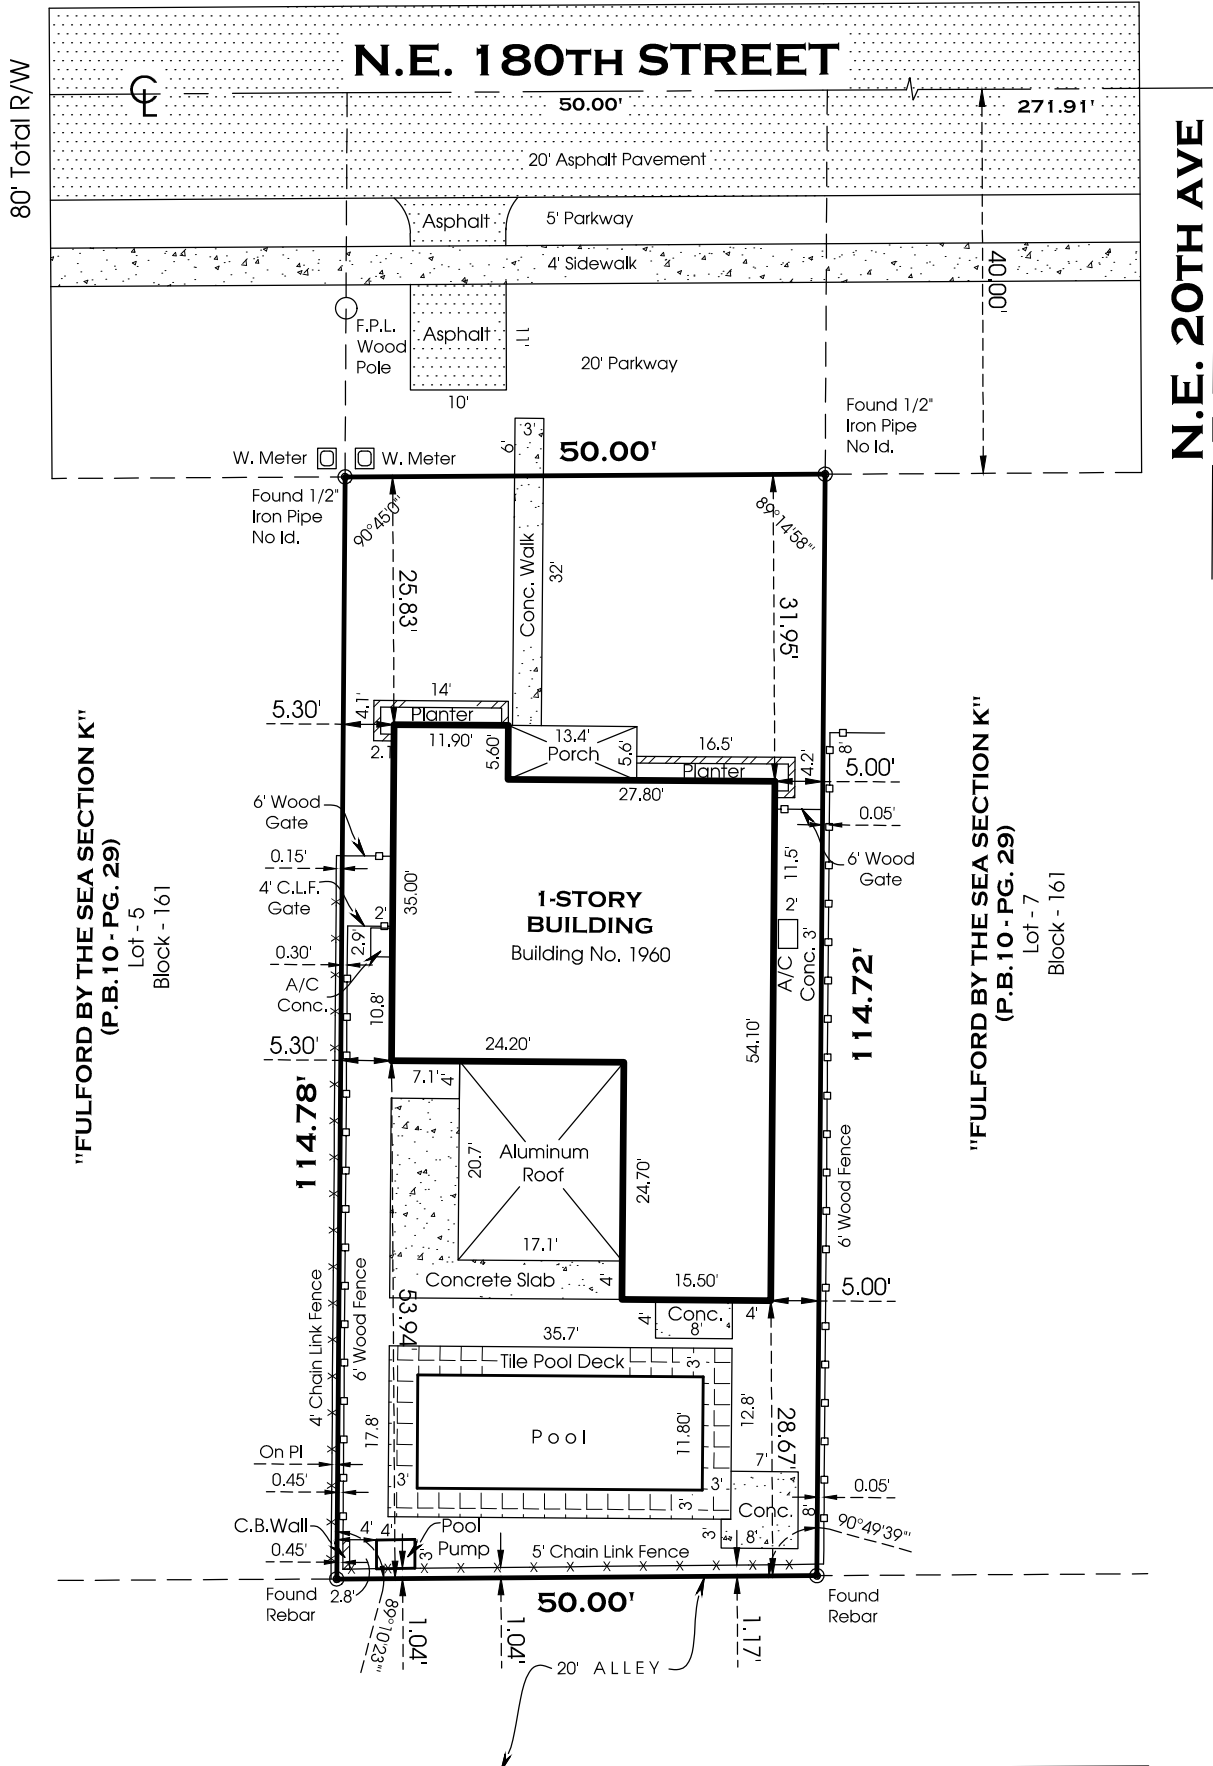 N.E. 180TH STREET
80' Total R/W
CL
50.00'
271.91'
N.E. 20TH AVE
20' Asphalt Pavement
Asphalt
5' Parkway
4' Sidewalk
40.00'
F.P.L.
Wood
Pole
Asphalt
11'
20' Parkway
10'
Found 1/2"
Iron Pipe
No Id.
3'
6'
50.00'
W. Meter
W. Meter
Found 1/2"
Iron Pipe
No Id.
90°45'0"
89°14'58"
Conc. Walk
32'
25.83'
31.95'
5.30'
4.1'
14'
Planter
2.1'
11.90'
5.60'
13.4'
Porch
5.6'
16.5'
Planter
4.2'
8'
5.00'
27.80'
0.05'
6' Wood
Gate
11.5'
6' Wood
Gate
0.15'
4' C.L.F.
Gate
35.00'
1-STORY
BUILDING
Building No. 1960
2'
2.9'
2'
3'
A/C
Conc.
0.30'
A/C
Conc.
10.8'
114.72'
54.10'
5.30'
24.20'
7.1'
4'
114.78'
"FULFORD BY THE SEA SECTION K"
(P.B.10 - PG. 29)
Lot - 5
Block - 161
"FULFORD BY THE SEA SECTION K"
(P.B.10 - PG. 29)
Lot - 7
Block - 161
20.7'
Aluminum
Roof
24.70'
6' Wood Fence
17.1'
Concrete Slab
4'
15.50'
5.00'
4' Chain Link Fence
6' Wood Fence
53.94'
4'
Conc.
8'
4'
35.7'
Tile Pool Deck
3'
17.8'
Pool
11.80'
12.8'
28.67'
On Pl
0.45'
3'
3'
3'
7'
Conc.
8'
3'
8'
0.05'
90°49'39"
C.B.Wall
0.45'
4'
4'
Pool
Pump
3'
5' Chain Link Fence
Found
Rebar
2.8'
50.00'
Found
Rebar
89°10'23"
1.04'
1.04'
1.17'
20' ALLEY